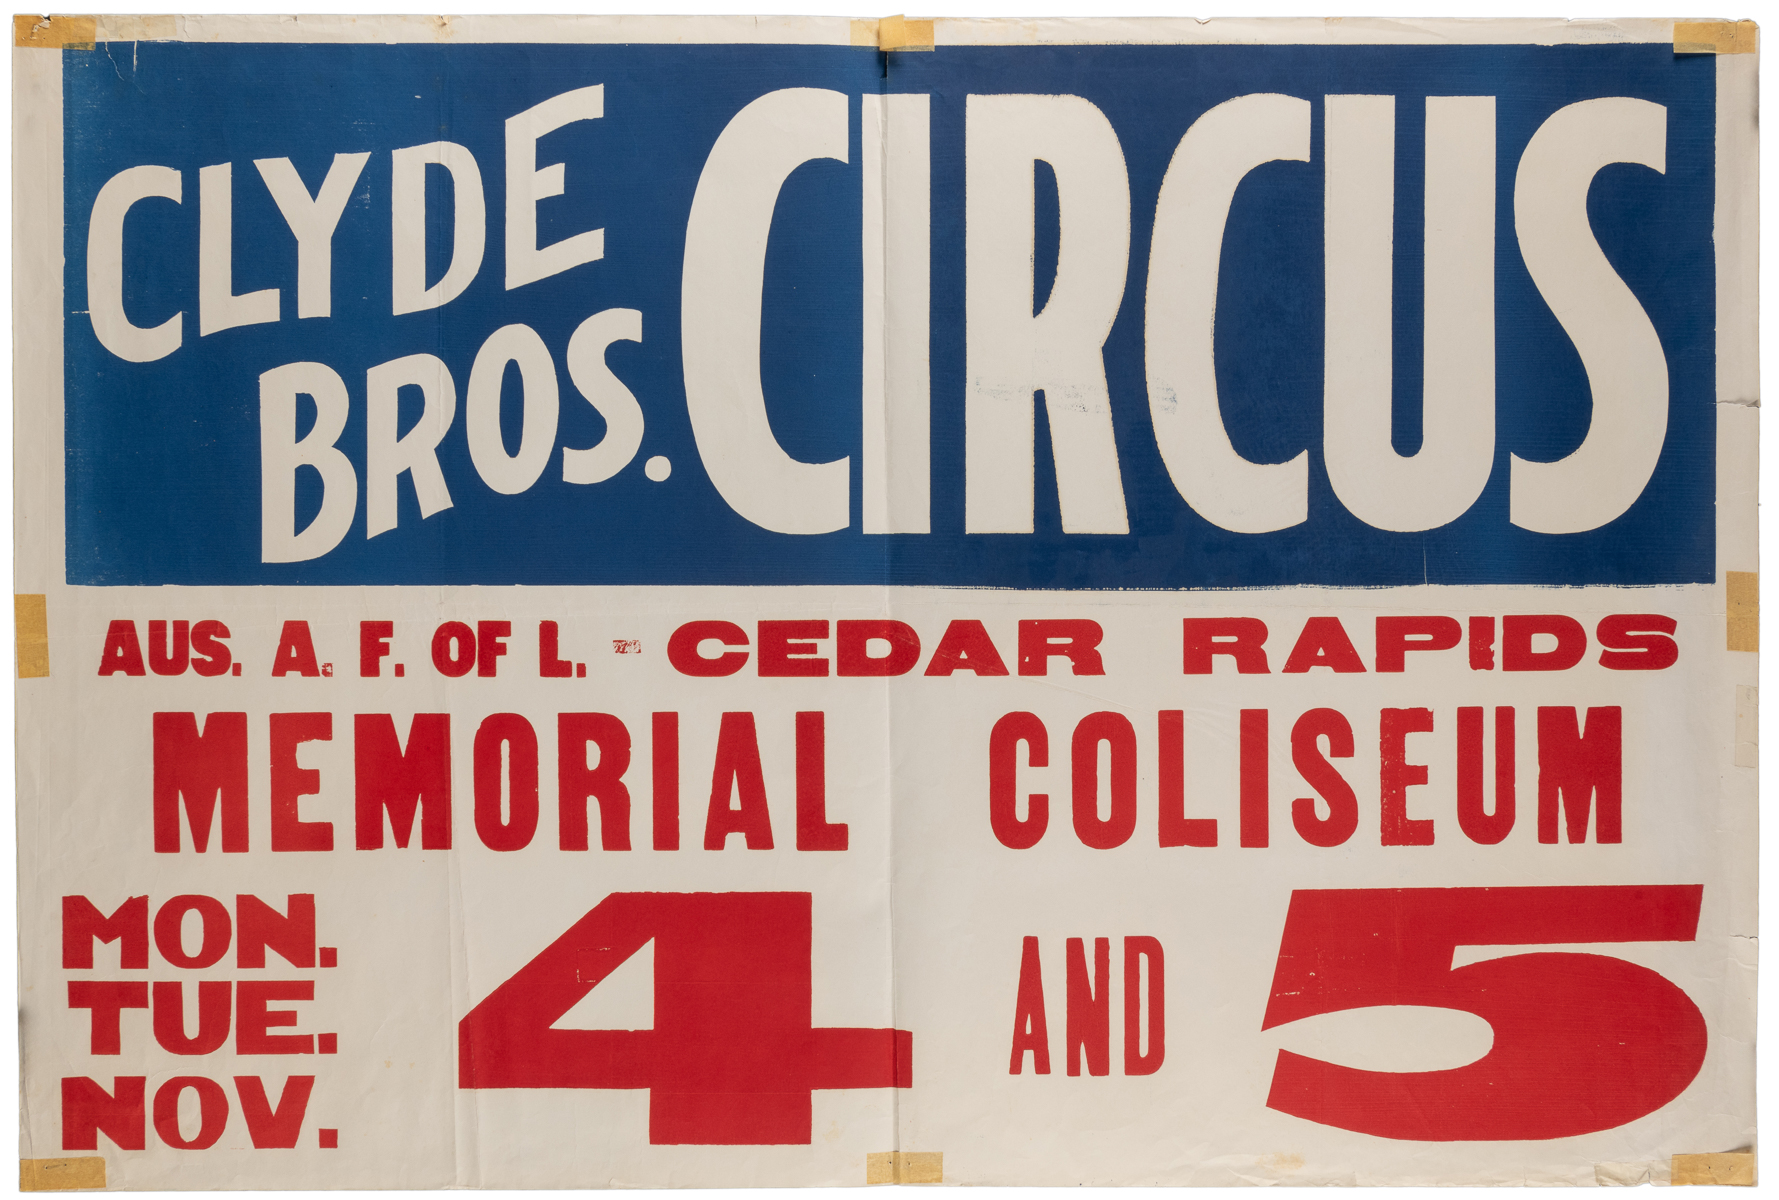 CLYDE
BROS. CIRCUS
AUS. A. F. OF L. - CEDAR RAPIDS
MEMORIAL COLISEUM
MON.
TUE.
NOV.
4 AND 5